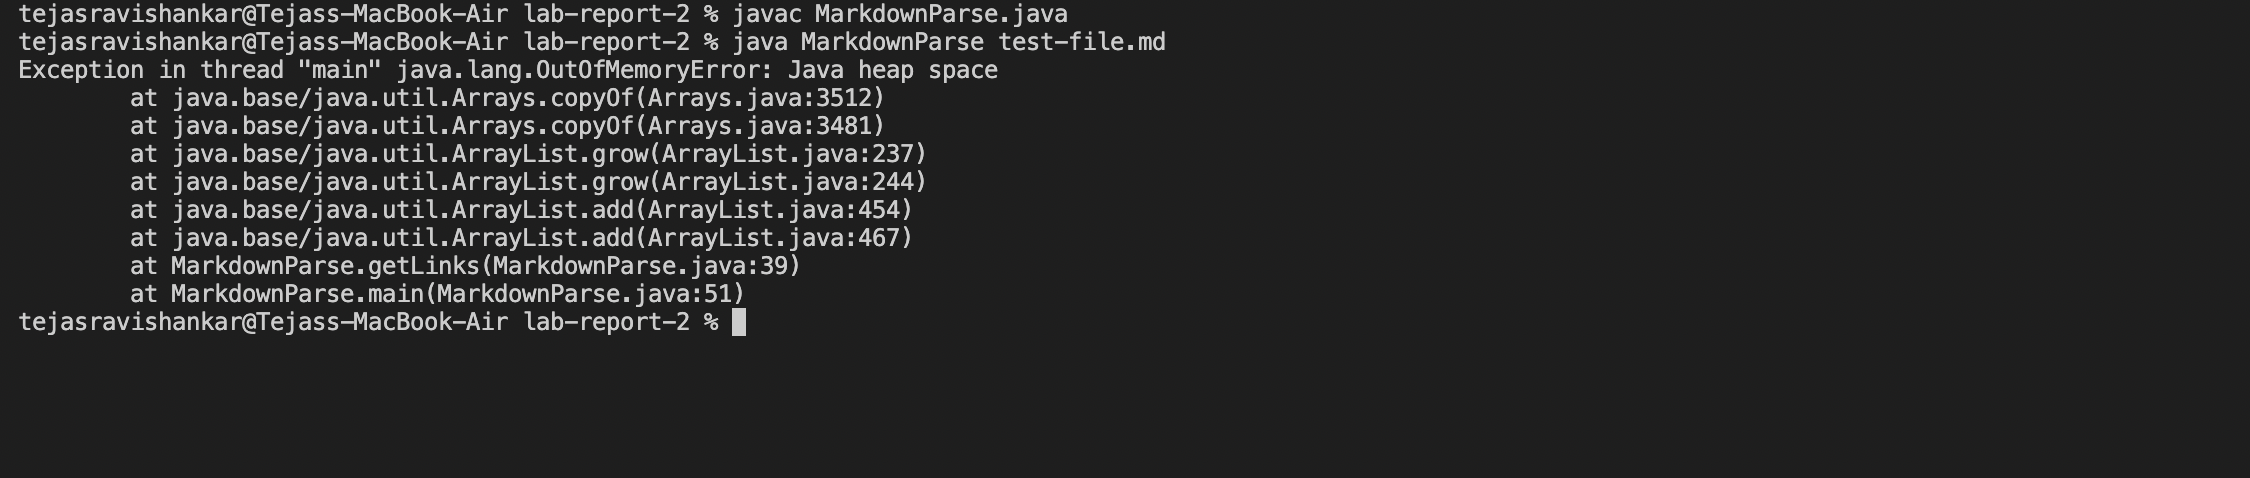 tejasravishankar@Tejass-MacBook-Air lab-report-2 % javac MarkdownParse.java
tejasravishankar@Tejass-MacBook-Air lab-report-2 % java MarkdownParse test-file.md
Exception in thread "main" java.lang.OutOfMemoryError: Java heap space
        at java.base/java.util.Arrays.copyOf(Arrays.java:3512)
        at java.base/java.util.Arrays.copyOf(Arrays.java:3481)
        at java.base/java.util.ArrayList.grow(ArrayList.java:237)
        at java.base/java.util.ArrayList.grow(ArrayList.java:244)
        at java.base/java.util.ArrayList.add(ArrayList.java:454)
        at java.base/java.util.ArrayList.add(ArrayList.java:467)
        at MarkdownParse.getLinks(MarkdownParse.java:39)
        at MarkdownParse.main(MarkdownParse.java:51)
tejasravishankar@Tejass-MacBook-Air lab-report-2 %